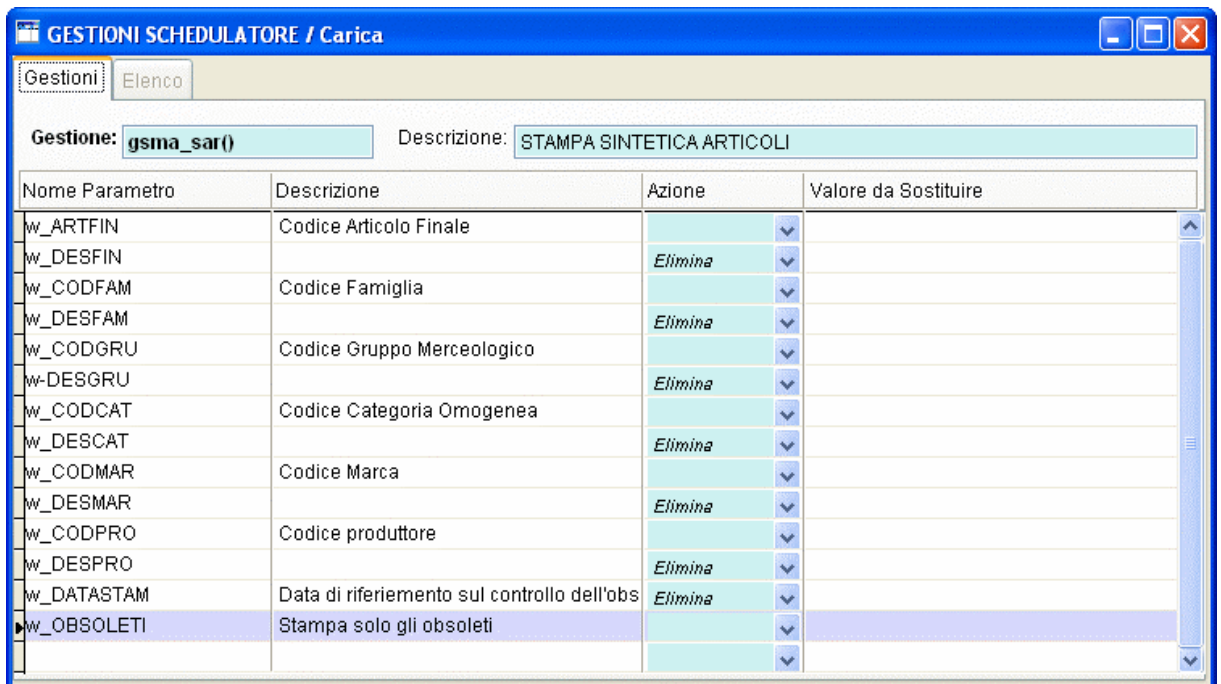 GESTIONI SCHEDULATORE / Carica
Gestioni Elenco
Gestione: gsma_sar() Descrizione: STAMPA SINTETICA ARTICOLI
Nome Parametro Descrizione Azione Valore da Sostituire
w_ARTFIN Codice Articolo Finale
w_DESFIN Elimina
w_CODFAM Codice Famiglia
w_DESFAM Elimina
w_CODGRU Codice Gruppo Merceologico
w-DESGRU Elimina
w_CODCAT Codice Categoria Omogenea
w_DESCAT Elimina
w_CODMAR Codice Marca
w_DESMAR Elimina
w_CODPRO Codice produttore
w_DESPRO Elimina
w_DATASTAM Data di riferiemento sul controllo dell'obs Elimina
w_OBSOLETI Stampa solo gli obsoleti